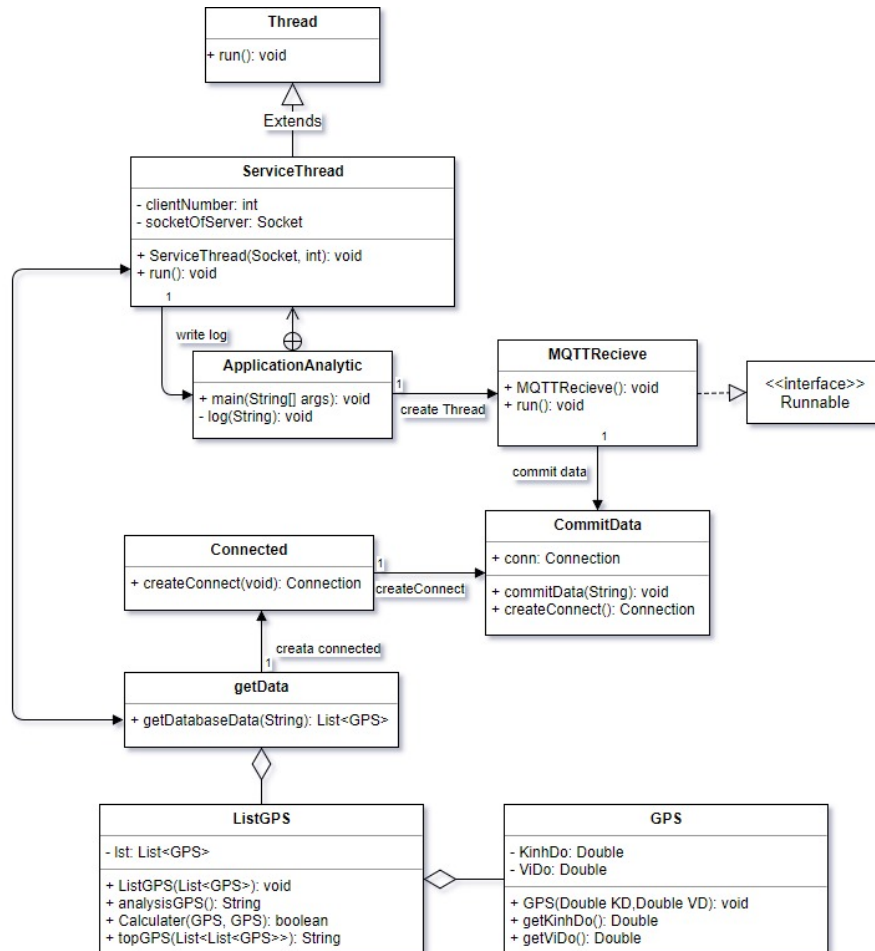 Thread
+ run(): void
Extends
ServiceThread
- clientNumber: int
- socketOfServer: Socket
+ ServiceThread(Socket, int): void
+ run(): void
1
write log
ApplicationAnalytic
+ main(String[] args): void
- log(String): void
1
create Thread
MQTTRecieve
+ MQTTRecieve(): void
+ run(): void
1
<<interface>>
Runnable
commit data
CommitData
+ conn: Connection
+ commitData(String): void
+ createConnect(): Connection
Connected
+ createConnect(void): Connection
1
createConnect
creata connected
1
getData
+ getDatabaseData(String): List<GPS>
ListGPS
- lst: List<GPS>
+ ListGPS(List<GPS>): void
+ analysisGPS(): String
+ Calculater(GPS, GPS): boolean
+ topGPS(List<List<GPS>>): String
GPS
- KinhDo: Double
- ViDo: Double
+ GPS(Double KD,Double VD): void
+ getKinhDo(): Double
+ getViDo(): Double